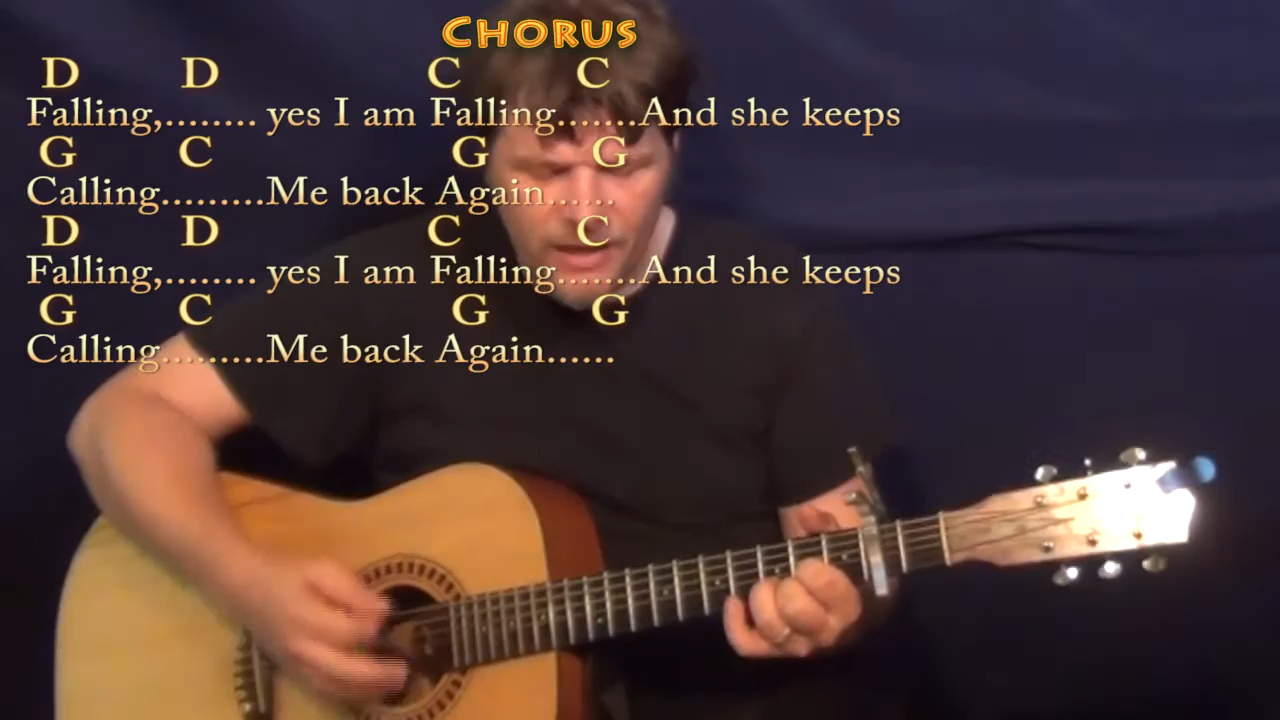 CHORUS
D D C C
Falling,........ yes I am Falling.......And she keeps
G C G G
Calling.........Me back Again......
D D C C
Falling,........ yes I am Falling.......And she keeps
G C G G
Calling.........Me back Again......